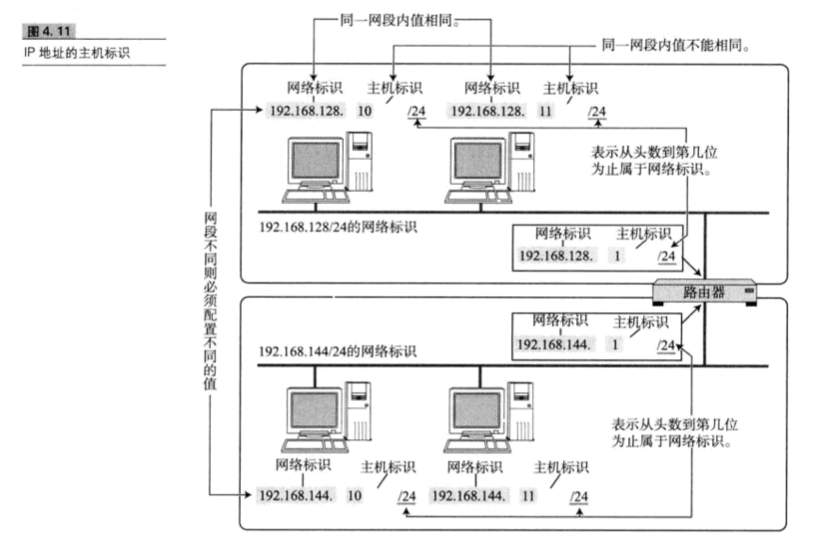 图 4.11
IP 地址的主机标识
同一网段内值相同。
同一网段内值不能相同。
网络标识 主机标识 网络标识 主机标识
192.168.128. 10 /24 192.168.128. 11 /24
表示从头数到第几位
为止属于网络标识。
192.168.128/24的网络标识
网络标识 主机标识
192.168.128. 1 /24
网段不同则必须配置不同的值
路由器
网络标识 主机标识
192.168.144. 1 /24
192.168.144/24的网络标识
表示从头数到第几位
为止属于网络标识。
网络标识 主机标识 网络标识 主机标识
192.168.144. 10 /24 192.168.144. 11 /24